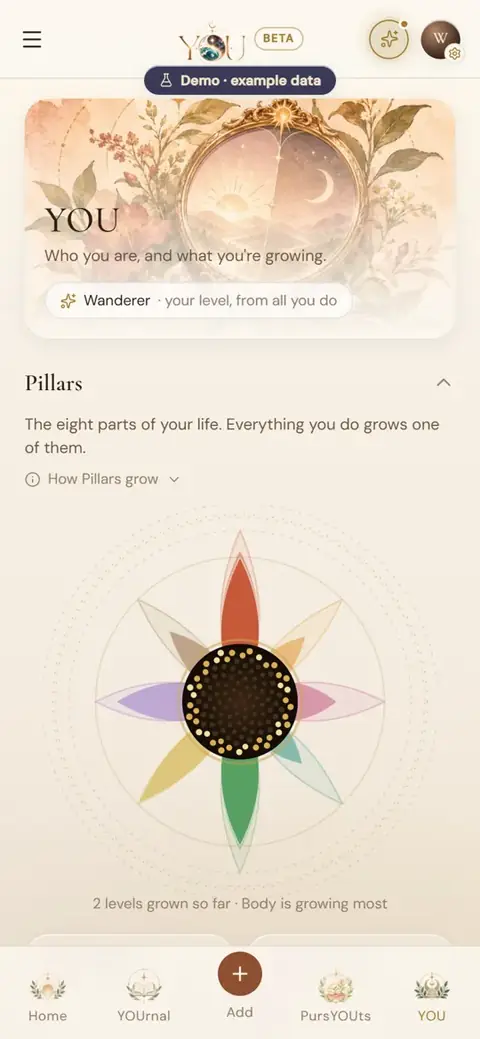 YOU
BETA
W
Demo · example data
YOU
Who you are, and what you're growing.
Wanderer · your level, from all you do
Pillars
The eight parts of your life. Everything you do grows one
of them.
How Pillars grow
2 levels grown so far · Body is growing most
Home
YOUrnal
Add
PursYOUts
YOU